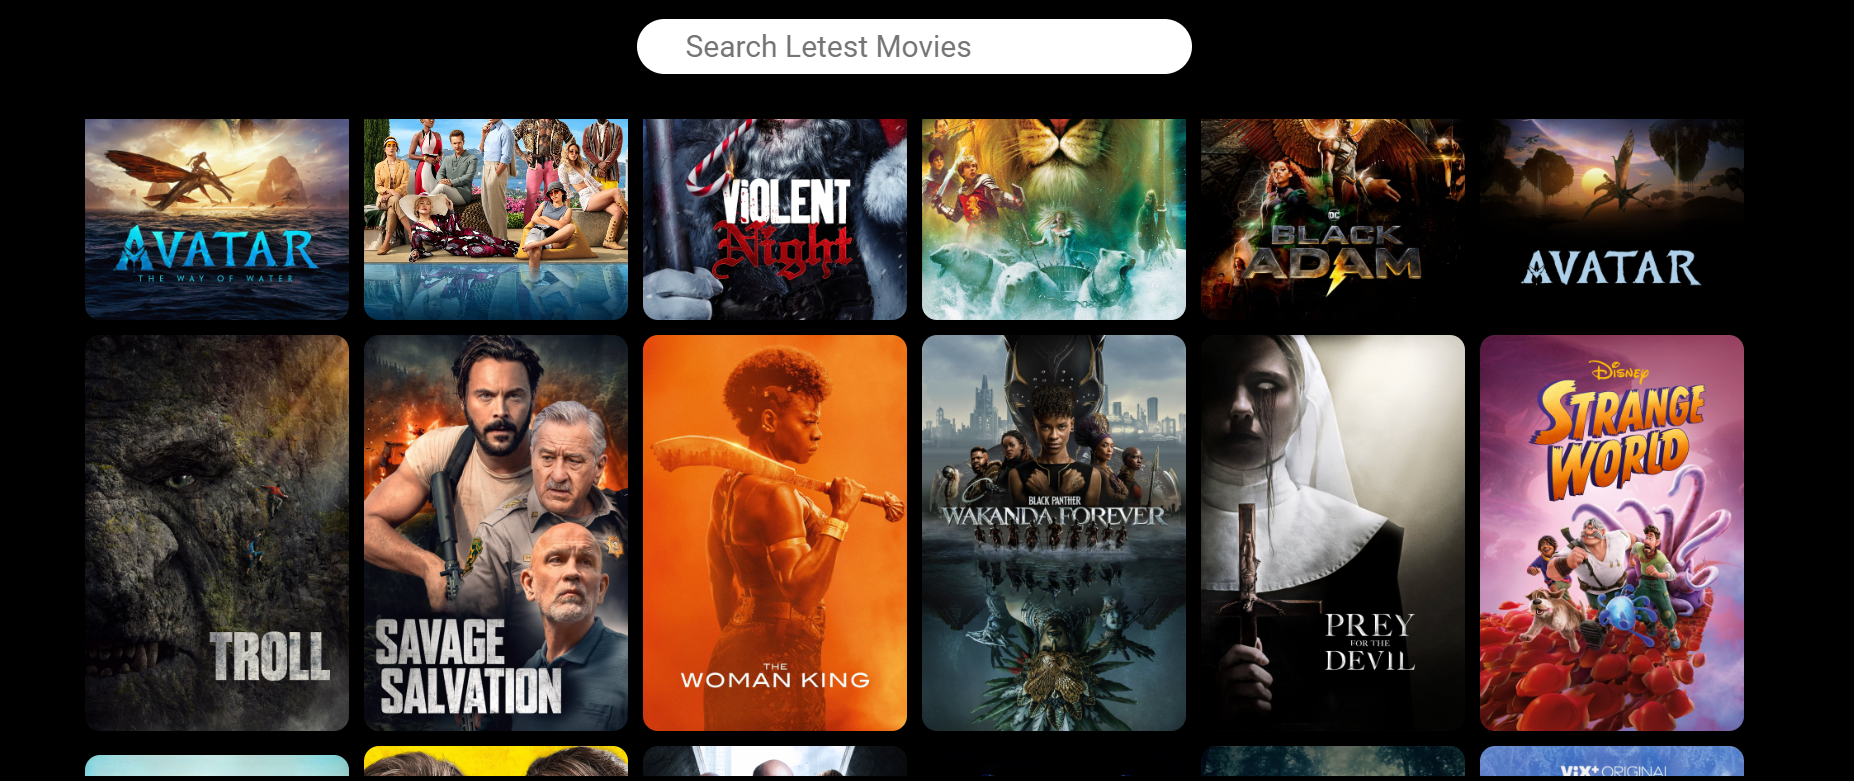 Search Letest Movies
AVATAR
THE WAY OF WATER
VIOLENT
Night
DC
BLACK
ADAM
AVATAR
TROLL
SAVAGE
SALVATION
THE
WOMAN KING
BLACK PANTHER
WAKANDA FOREVER
PREY
FOR THE
DEVIL
Disney
STRANGE
WORLD
ViX+ ORIGINAL